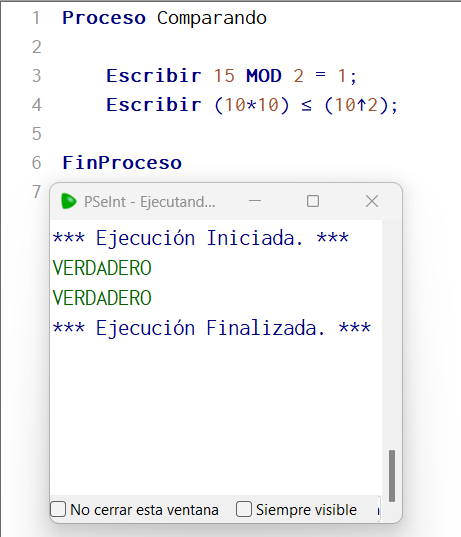 1 Proceso Comparando
2
3 Escribir 15 MOD 2 = 1;
4 Escribir (10*10) ≤ (10↑2);
5
6 FinProceso
7
PSeInt - Ejecutand...
*** Ejecución Iniciada. ***
VERDADERO
VERDADERO
*** Ejecución Finalizada. ***
No cerrar esta ventana Siempre visible